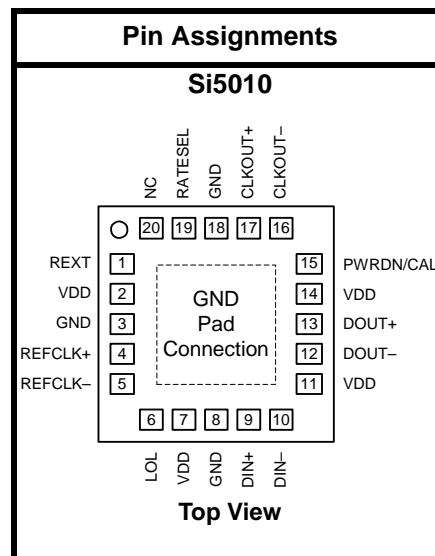 Pin Assignments
Si5010
NC
RATESEL
GND
CLKOUT+
CLKOUT–
20 19 18 17 16
REXT 1
VDD 2
GND 3
REFCLK+ 4
REFCLK– 5
GND
Pad
Connection
15 PWRDN/CAL
14 VDD
13 DOUT+
12 DOUT–
11 VDD
6 7 8 9 10
LOL
VDD
GND
DIN+
DIN–
Top View